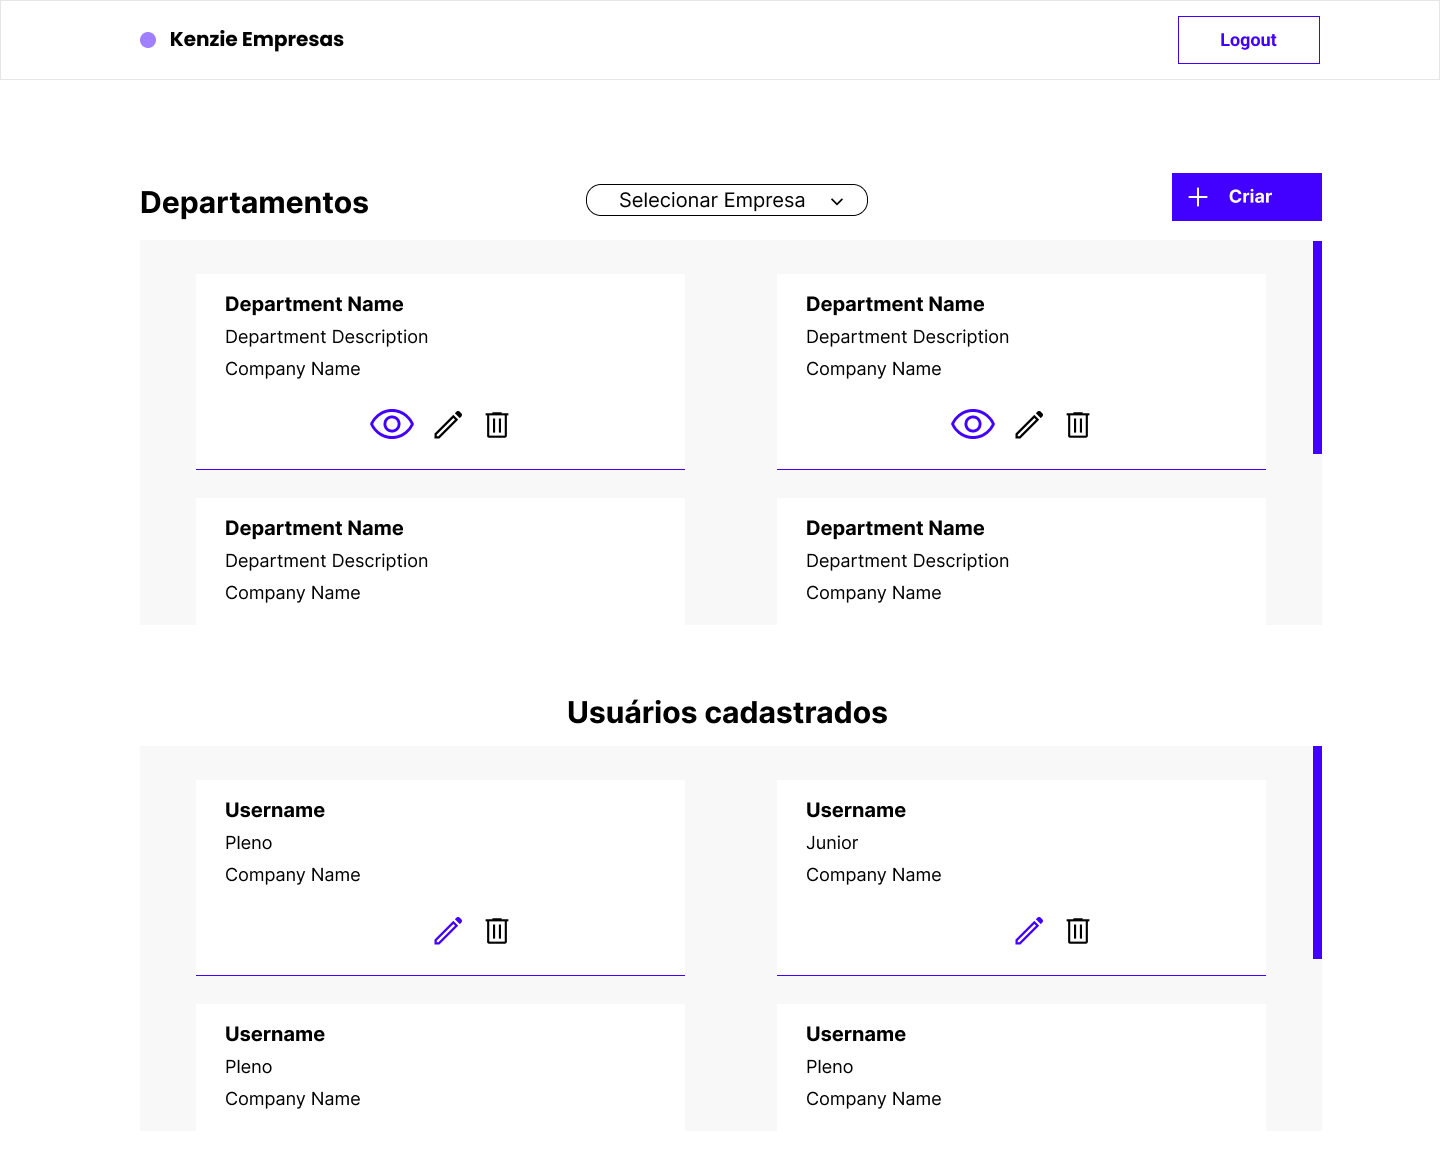 Kenzie Empresas
Logout
Departamentos
Selecionar Empresa
Criar
Department Name
Department Description
Company Name
Department Name
Department Description
Company Name
Department Name
Department Description
Company Name
Department Name
Department Description
Company Name
Usuários cadastrados
Username
Pleno
Company Name
Username
Junior
Company Name
Username
Pleno
Company Name
Username
Pleno
Company Name